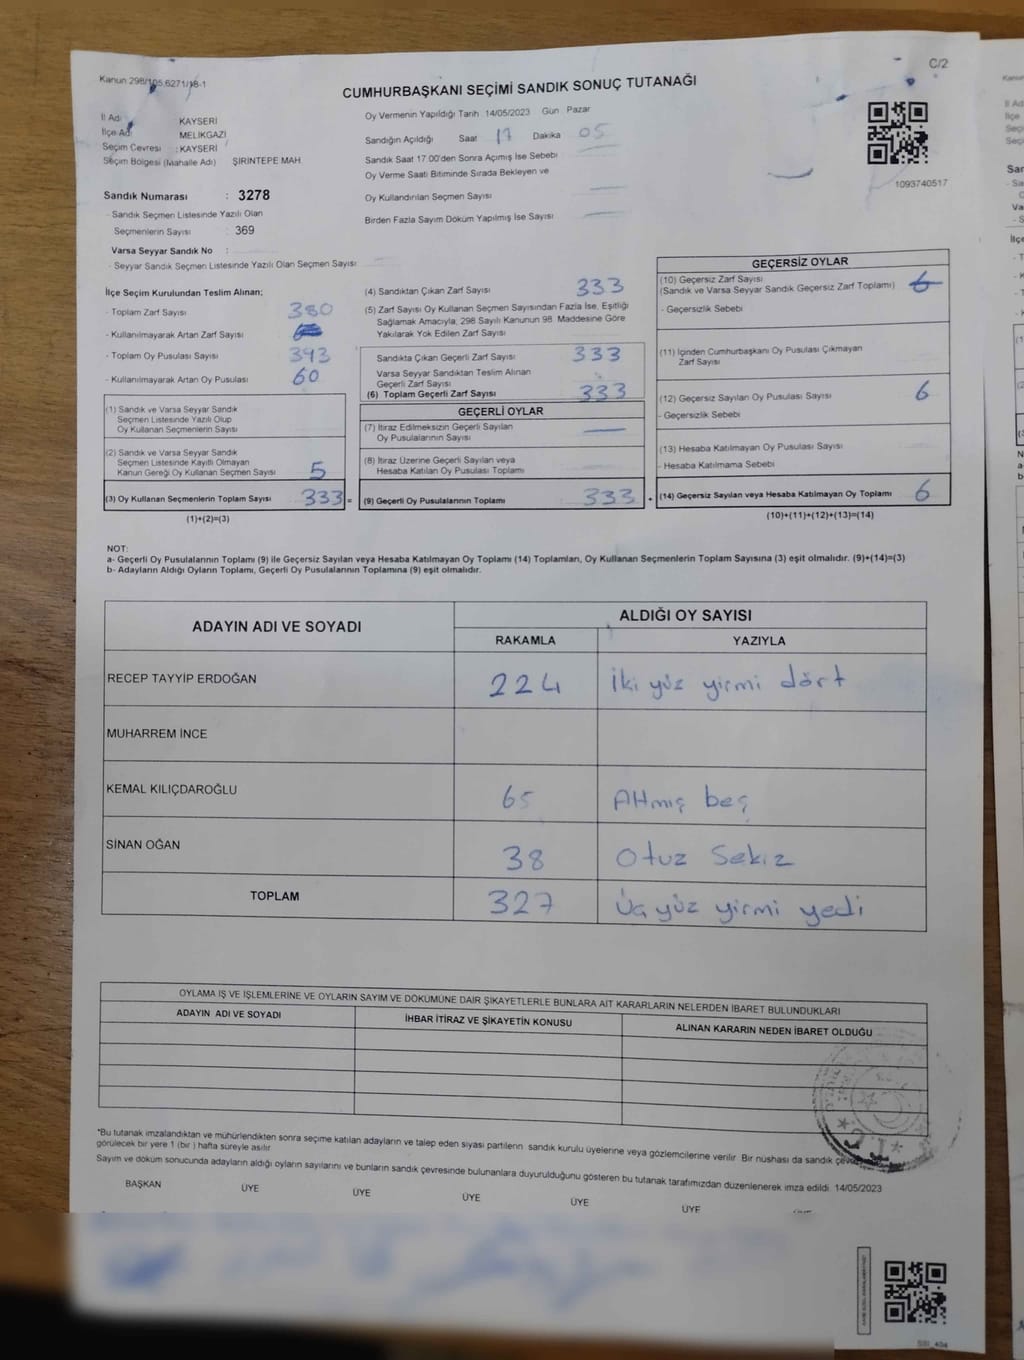 C/2
Kanun 298/105,6271/18-1
CUMHURBAŞKANI SEÇİMİ SANDIK SONUÇ TUTANAĞI
İl Adı KAYSERİ
İlçe Adı MELİKGAZİ
Seçim Çevresi : KAYSERİ
Seçim Bölgesi (Mahalle Adı) ŞİRİNTEPE MAH.
Sandık Numarası : 3278
- Sandık Seçmen Listesinde Yazılı Olan
Seçmenlerin Sayısı : 369
Varsa Seyyar Sandık No :
- Seyyar Sandık Seçmen Listesinde Yazılı Olan Seçmen Sayısı
Oy Vermenin Yapıldığı Tarih 14/05/2023 Gün Pazar
Sandığın Açıldığı Saat 17 Dakika 05
Sandık Saat 17.00'den Sonra Açımış İse Sebebi
Oy Verme Saati Bitiminde Sırada Bekleyen ve
Oy Kullandırılan Seçmen Sayısı
Birden Fazla Sayım Döküm Yapılmış İse Sayısı
1093740517
İlçe Seçim Kurulundan Teslim Alınan;
- Toplam Zarf Sayısı 380
- Kullanılmayarak Artan Zarf Sayısı
- Toplam Oy Pusulası Sayısı 393
- Kullanılmayarak Artan Oy Pusulası 60
(1) Sandık ve Varsa Seyyar Sandık
Seçmen Listesinde Yazılı Olup
Oy Kullanan Seçmenlerin Sayısı
(2) Sandık ve Varsa Seyyar Sandık
Seçmen Listesinde Kayıtlı Olmayan
Kanun Gereği Oy Kullanan Seçmen Sayısı 5
(3) Oy Kullanan Seçmenlerin Toplam Sayısı 333 =
(1)+(2)=(3)
(4) Sandıktan Çıkan Zarf Sayısı 333
(5) Zarf Sayısı Oy Kullanan Seçmen Sayısından Fazla İse, Eşitliği
Sağlamak Amacıyla; 298 Sayılı Kanunun 98. Maddesine Göre
Yakılarak Yok Edilen Zarf Sayısı
Sandıkta Çıkan Geçerli Zarf Sayısı 333
Varsa Seyyar Sandıktan Teslim Alınan
Geçerli Zarf Sayısı
(6) Toplam Geçerli Zarf Sayısı 333
GEÇERLİ OYLAR
(7) İtiraz Edilmeksizin Geçerli Sayılan
Oy Pusulalarının Sayısı
(8) İtiraz Üzerine Geçerli Sayılan veya
Hesaba Katılan Oy Pusulası Toplamı
(9) Geçerli Oy Pusulalarının Toplamı 333 +
GEÇERSİZ OYLAR
(10) Geçersiz Zarf Sayısı
(Sandık ve Varsa Seyyar Sandık Geçersiz Zarf Toplamı) 6
- Geçersizlik Sebebi
(11) İçinden Cumhurbaşkanı Oy Pusulası Çıkmayan
Zarf Sayısı
(12) Geçersiz Sayılan Oy Pusulası Sayısı 6
- Geçersizlik Sebebi
(13) Hesaba Katılmayan Oy Pusulası Sayısı
- Hesaba Katılmama Sebebi
(14) Geçersiz Sayılan veya Hesaba Katılmayan Oy Toplamı 6
(10)+(11)+(12)+(13)=(14)
NOT:
a- Geçerli Oy Pusulalarının Toplamı (9) ile Geçersiz Sayılan veya Hesaba Katılmayan Oy Toplamı (14) Toplamları, Oy Kullanan Seçmenlerin Toplam Sayısına (3) eşit olmalıdır. (9)+(14)=(3)
b- Adayların Aldığı Oyların Toplamı, Geçerli Oy Pusulalarının Toplamına (9) eşit olmalıdır.
ADAYIN ADI VE SOYADI ALDIĞI OY SAYISI
RAKAMLA YAZIYLA
RECEP TAYYİP ERDOĞAN 224 İki yüz yirmi dört
MUHARREM İNCE
KEMAL KILIÇDAROĞLU 65 Altmış beş
SİNAN OĞAN 38 Otuz Sekiz
TOPLAM 327 Üç yüz yirmi yedi
OYLAMA İŞ VE İŞLEMLERİNE VE OYLARIN SAYIM VE DÖKÜMÜNE DAİR ŞİKAYETLERLE BUNLARA AİT KARARLARIN NELERDEN İBARET BULUNDUKLARI
ADAYIN ADI VE SOYADI İHBAR İTİRAZ VE ŞİKAYETİN KONUSU ALINAN KARARIN NEDEN İBARET OLDUĞU
*Bu tutanak imzalandıktan ve mühürlendikten sonra seçime katılan adayların ve talep eden siyasi partilerin sandık kurulu üyelerine veya gözlemcilerine verilir. Bir nüshası da sandık
görülecek bir yere 1 (bir ) hafta süreyle asılır
Sayım ve döküm sonucunda adayların aldığı oyların sayılarını ve bunların sandık çevresinde bulunanlara duyurulduğunu gösteren bu tutanak tarafımızdan düzenlenerek imza edildi. 14/05/2023
BAŞKAN ÜYE ÜYE ÜYE ÜYE ÜYE
T.C.